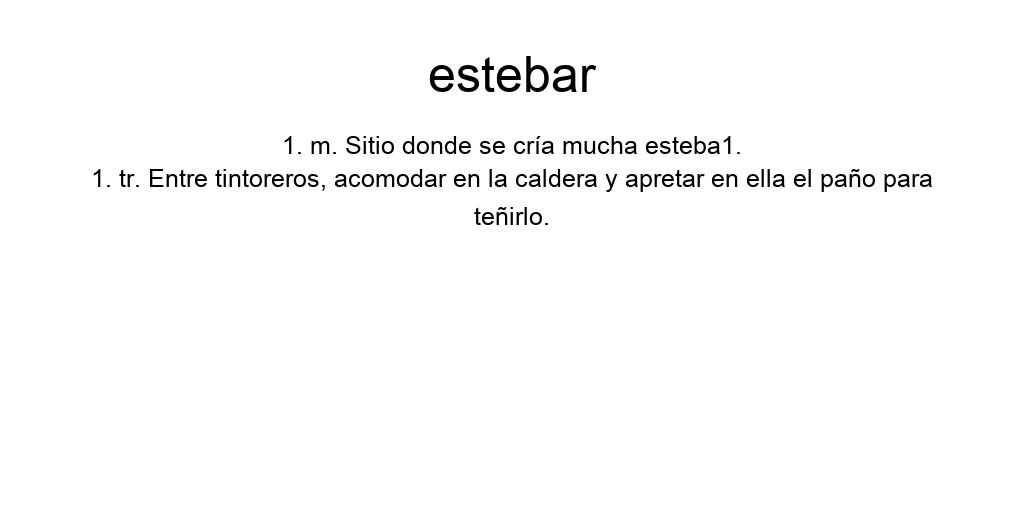 estebar
1. m. Sitio donde se cría mucha esteba1.
1. tr. Entre tintoreros, acomodar en la caldera y apretar en ella el paño para
teñirlo.